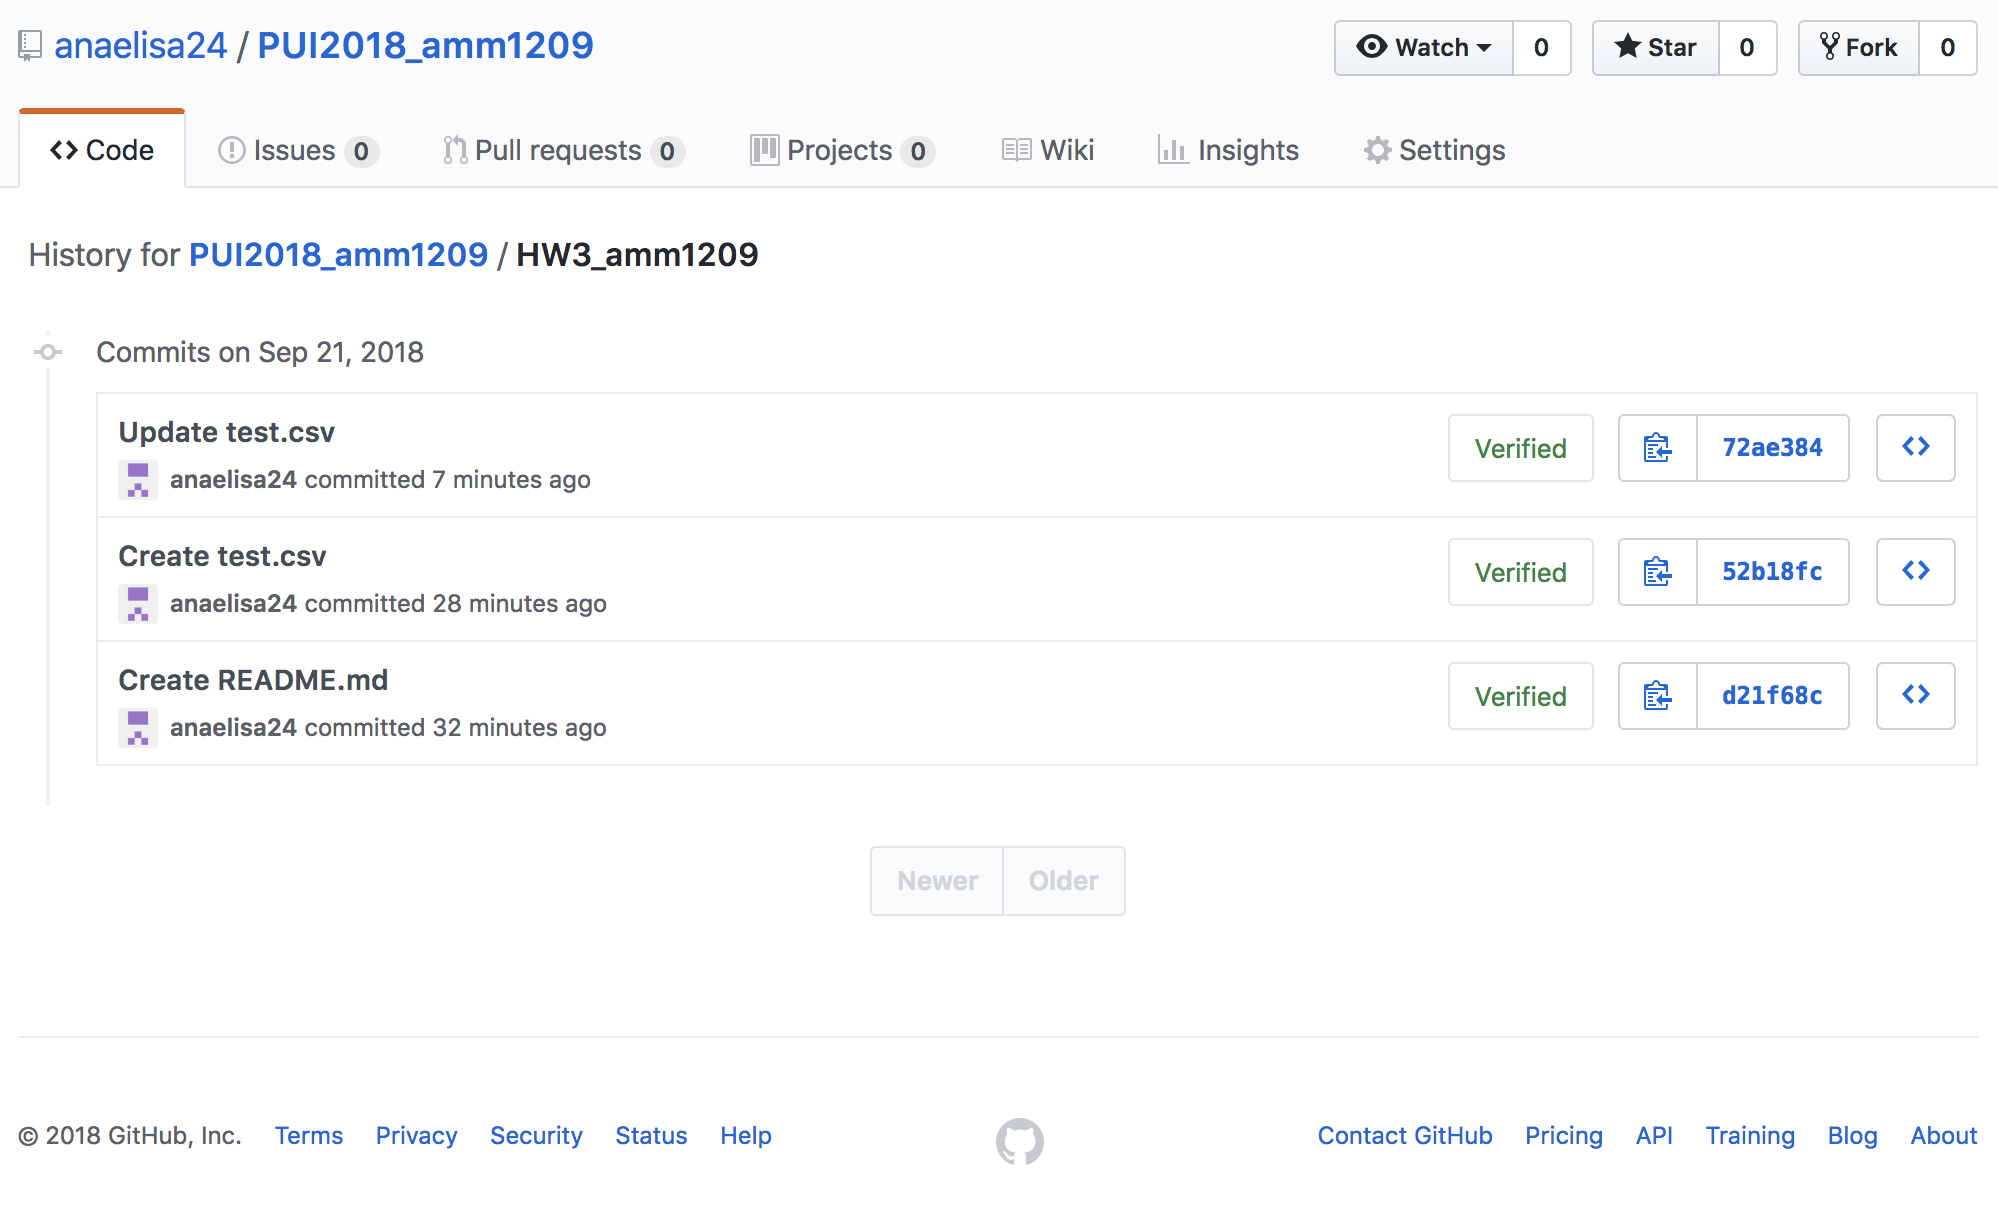 anaelisa24 / PUI2018_amm1209
Watch 0 Star 0 Fork 0
Code Issues 0 Pull requests 0 Projects 0 Wiki Insights Settings
History for PUI2018_amm1209 / HW3_amm1209
Commits on Sep 21, 2018
Update test.csv
anaelisa24 committed 7 minutes ago
Verified 72ae384
Create test.csv
anaelisa24 committed 28 minutes ago
Verified 52b18fc
Create README.md
anaelisa24 committed 32 minutes ago
Verified d21f68c
Newer Older
© 2018 GitHub, Inc. Terms Privacy Security Status Help Contact GitHub Pricing API Training Blog About